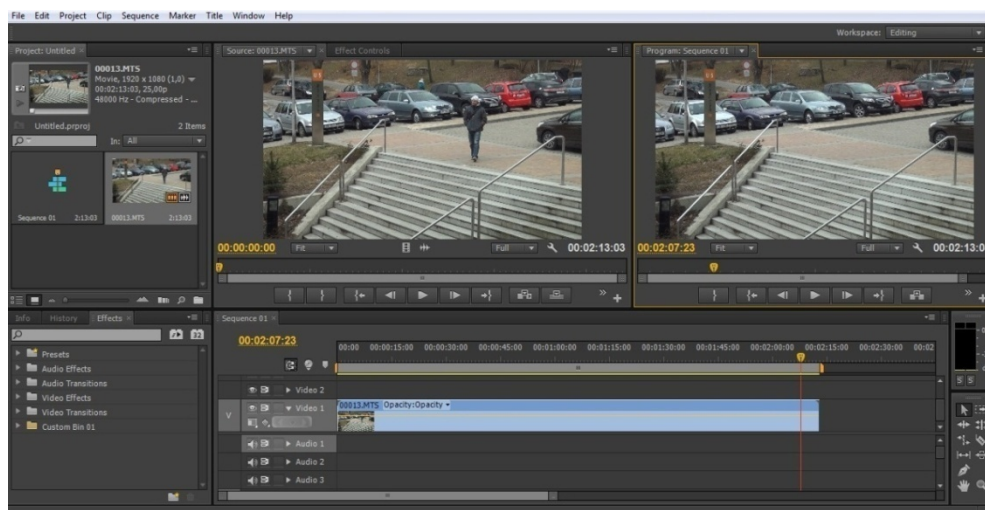 File Edit Project Clip Sequence Marker Title Window Help
Workspace: Editing
Project: Untitled
00013.MTS
Movie, 1920 x 1080 (1,0)
00:02:13:03, 25,00p
48000 Hz - Compressed - ...
Untitled.prproj 2 Items
In: All
Sequence 01 2:13:03 00013.MTS 2:13:03
Source: 00013.MTS Effect Controls
00:00:00:00 Fit Full 00:02:13:03
Program: Sequence 01
00:02:07:23 Fit Full 00:02:13:0
Info History Effects
Presets
Audio Effects
Audio Transitions
Video Effects
Video Transitions
Custom Bin 01
Sequence 01
00:02:07:23
00:00 00:00:15:00 00:00:30:00 00:00:45:00 00:01:00:00 00:01:15:00 00:01:30:00 00:01:45:00 00:02:00:00 00:02:15:00 00:02:30:00 00:02
Video 2
V Video 1
00013.MTS Opacity:Opacity
Audio 1
Audio 2
Audio 3
S S